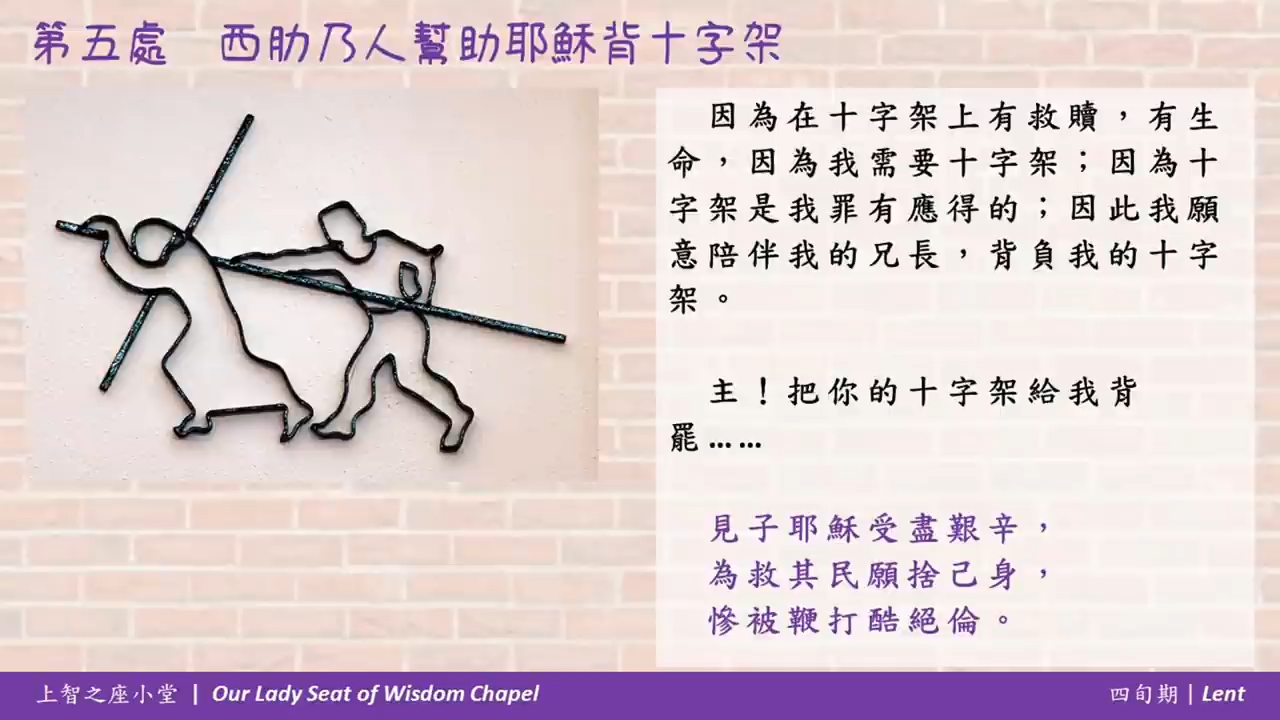 第五處　西肋乃人幫助耶穌背十字架
因為在十字架上有救贖，有生
命，因為我需要十字架；因為十
字架是我罪有應得的；因此我願
意陪伴我的兄長，背負我的十字
架。
主！把你的十字架給我背
罷……
見子耶穌受盡艱辛，
為救其民願捨己身，
慘被鞭打酷絕倫。
上智之座小堂 | Our Lady Seat of Wisdom Chapel
四旬期 | Lent